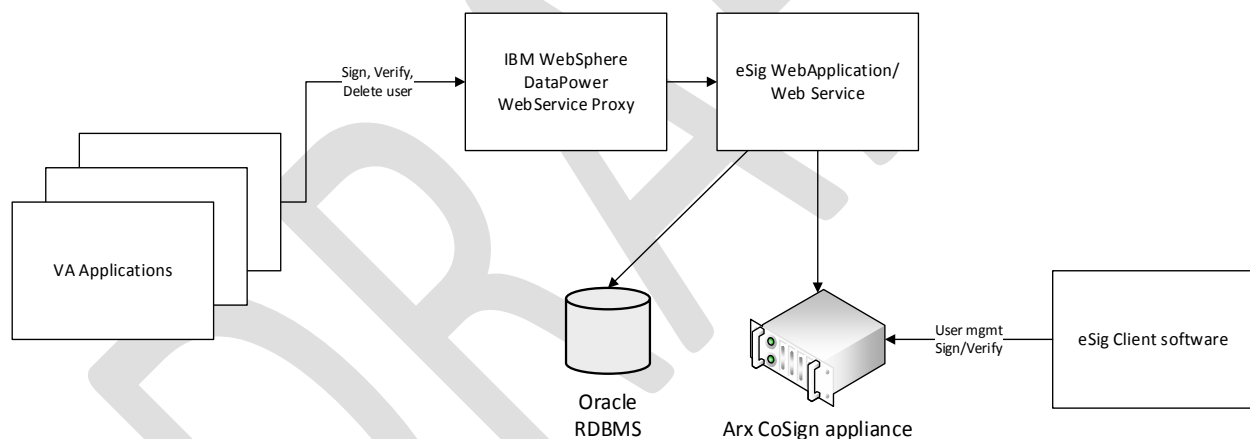 Sign, Verify,
Delete user
IBM WebSphere
DataPower
WebService Proxy
eSig WebApplication/
Web Service
VA Applications
User mgmt
Sign/Verify
eSig Client software
Oracle
RDBMS
Arx CoSign appliance